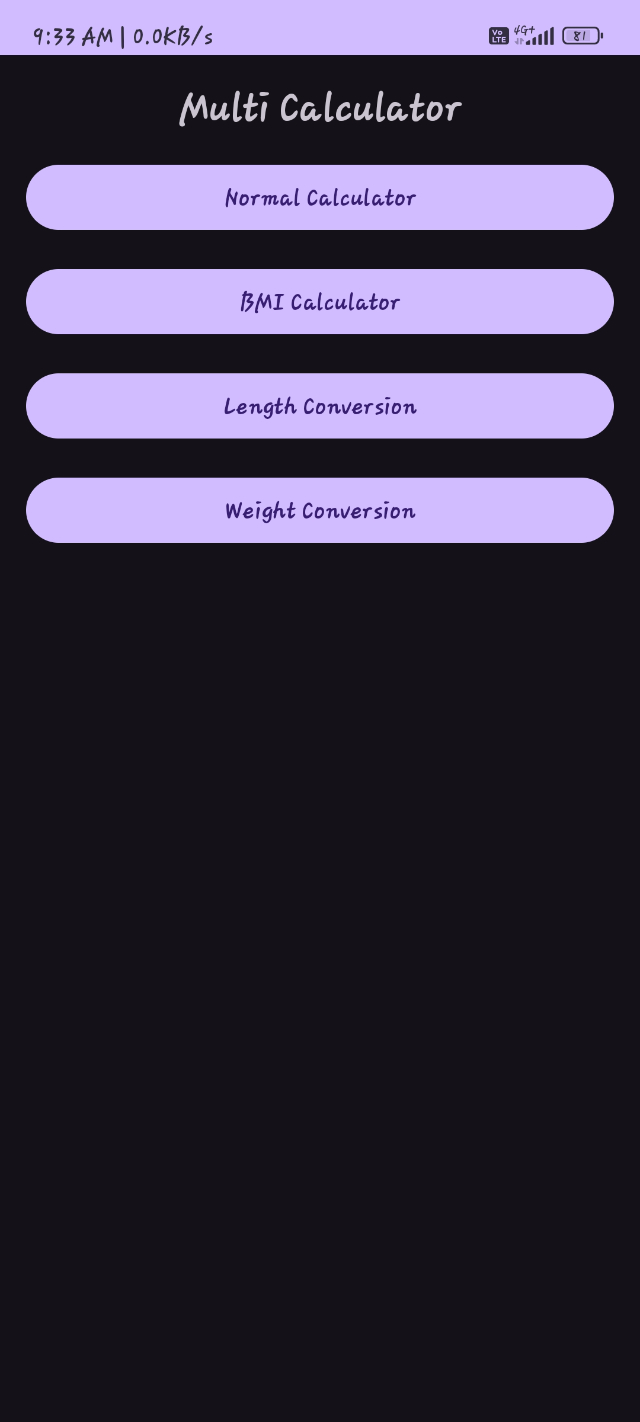 9:33 AM | 0.0KB/s Vo LTE 4G+ 81
Multi Calculator
Normal Calculator
BMI Calculator
Length Conversion
Weight Conversion